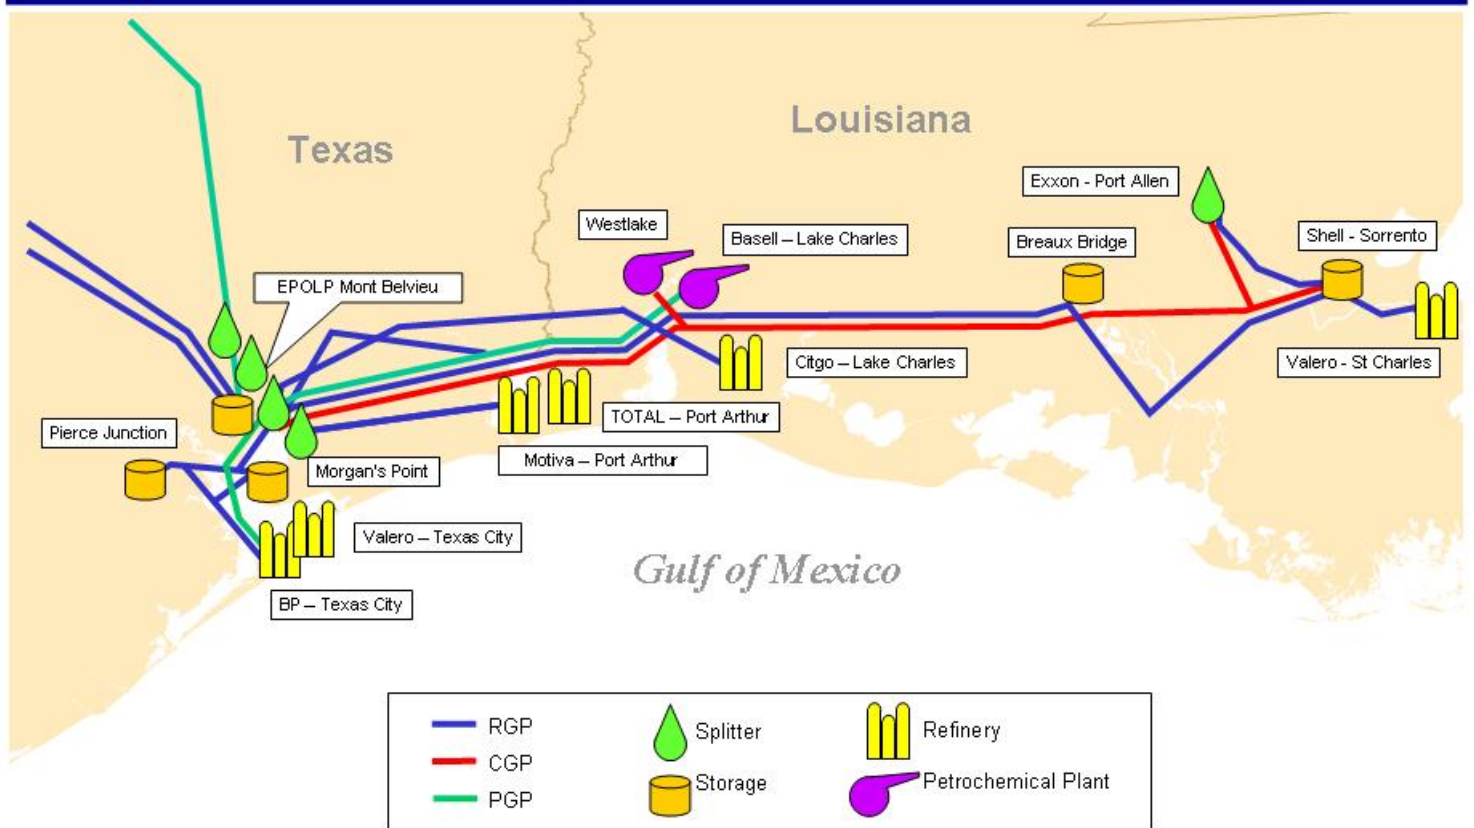 Texas
Louisiana
Exxon - Port Allen
Westlake
Basell – Lake Charles
Breaux Bridge
Shell - Sorrento
EPOLP Mont Belvieu
Citgo – Lake Charles
Valero - St Charles
TOTAL – Port Arthur
Pierce Junction
Motiva – Port Arthur
Morgan's Point
Valero – Texas City
Gulf of Mexico
BP – Texas City
RGP
Splitter
Refinery
CGP
Storage
Petrochemical Plant
PGP